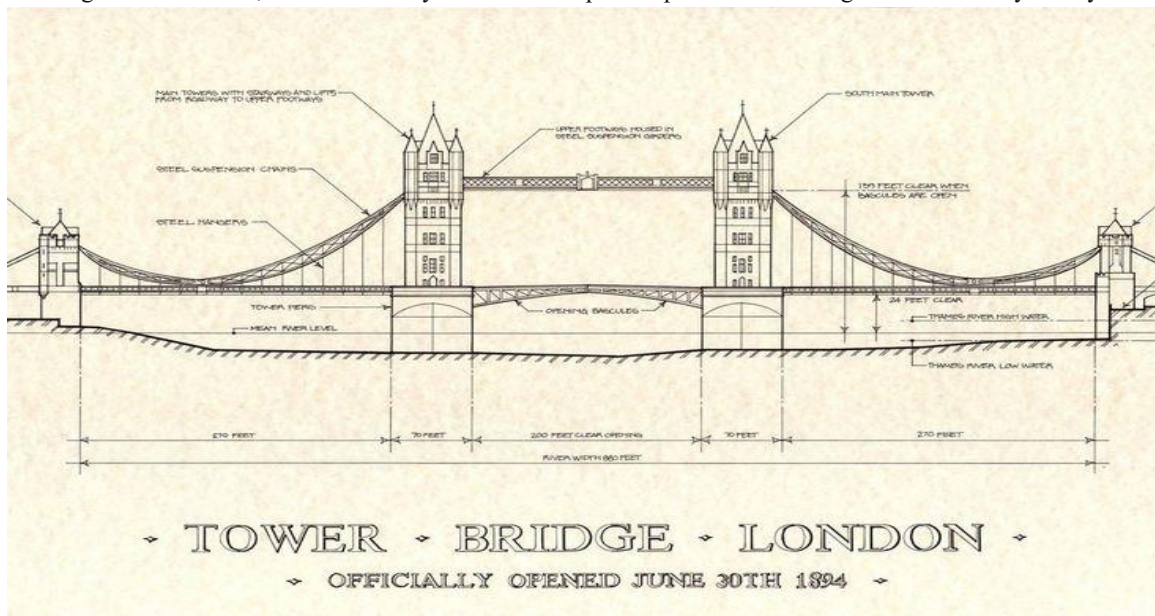 MAIN TOWERS WITH STAIRWAYS AND LIFTS
FROM ROADWAY TO UPPER FOOTWAYS
SOUTH MAIN TOWER
UPPER FOOTWAYS HOUSED IN
STEEL SUSPENSION GIRDERS
STEEL SUSPENSION CHAINS
139 FEET CLEAR WHEN
BASCULES ARE OPEN
STEEL HANGERS
24 FEET CLEAR
TOWER PIERS
OPENING BASCULES
THAMES RIVER HIGH WATER
MEAN RIVER LEVEL
THAMES RIVER LOW WATER
270 FEET
70 FEET
200 FEET CLEAR OPENING
70 FEET
270 FEET
RIVER WIDTH 880 FEET
TOWER · BRIDGE · LONDON
OFFICIALLY OPENED JUNE 30TH 1894